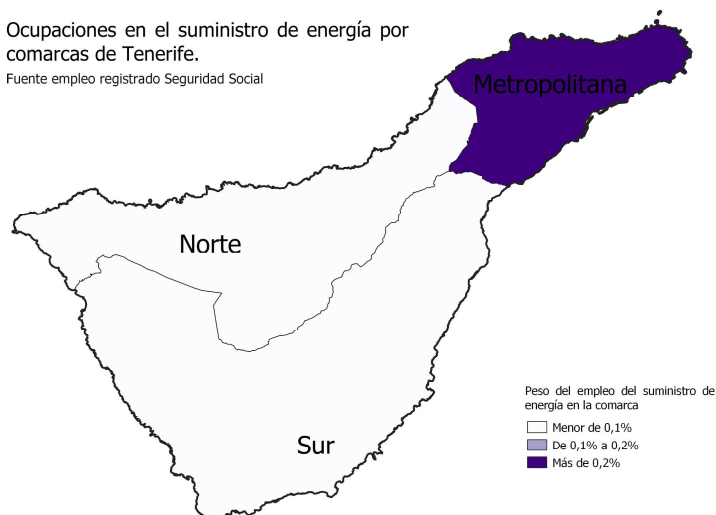 Ocupaciones en el suministro de energía por
comarcas de Tenerife.
Fuente empleo registrado Seguridad Social
Metropolitana
Norte
Sur
Peso del empleo del suministro de
energía en la comarca
Menor de 0,1%
De 0,1% a 0,2%
Más de 0,2%